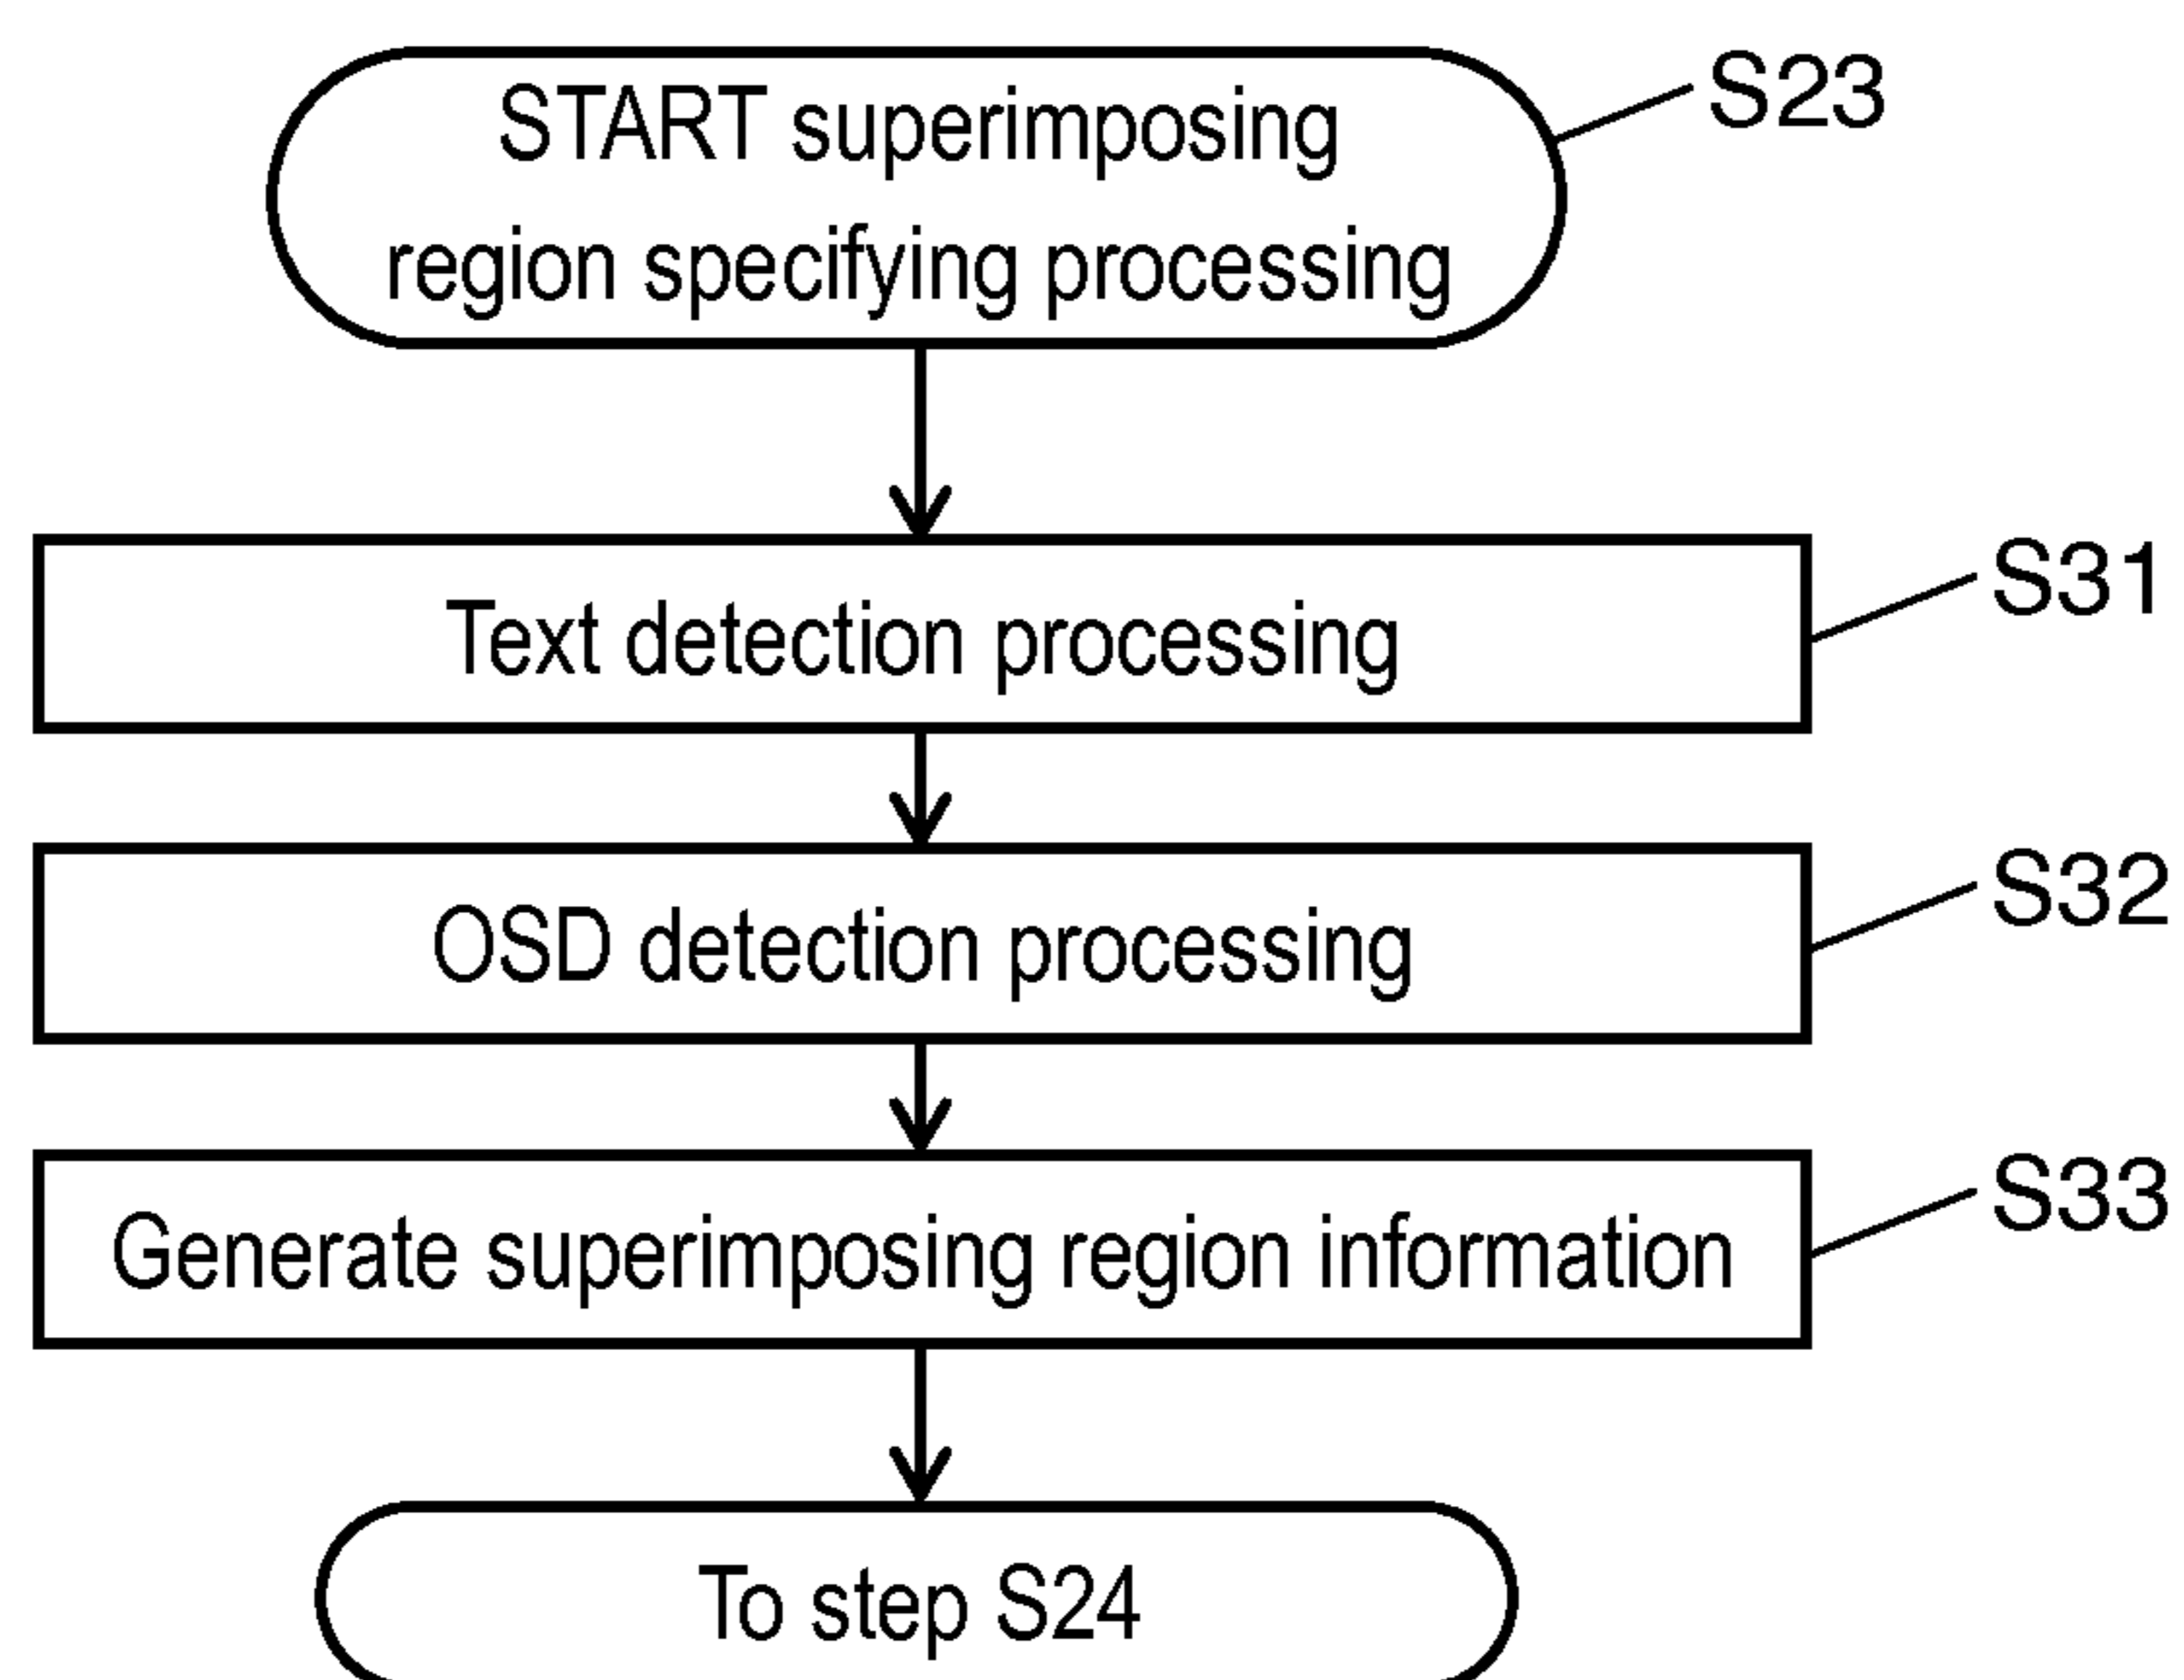 START superimposing
region specifying processing
S23
Text detection processing
S31
OSD detection processing
S32
Generate superimposing region information
S33
To step S24